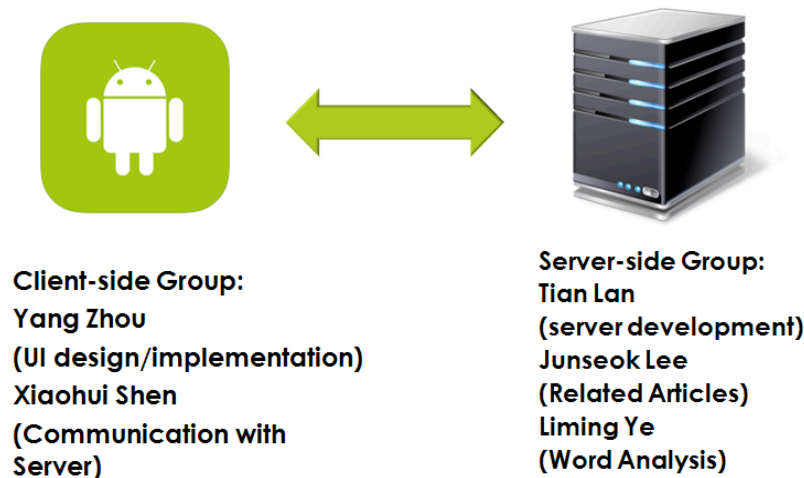 Client-side Group:
Yang Zhou
(UI design/implementation)
Xiaohui Shen
(Communication with
Server)
Server-side Group:
Tian Lan
(server development)
Junseok Lee
(Related Articles)
Liming Ye
(Word Analysis)